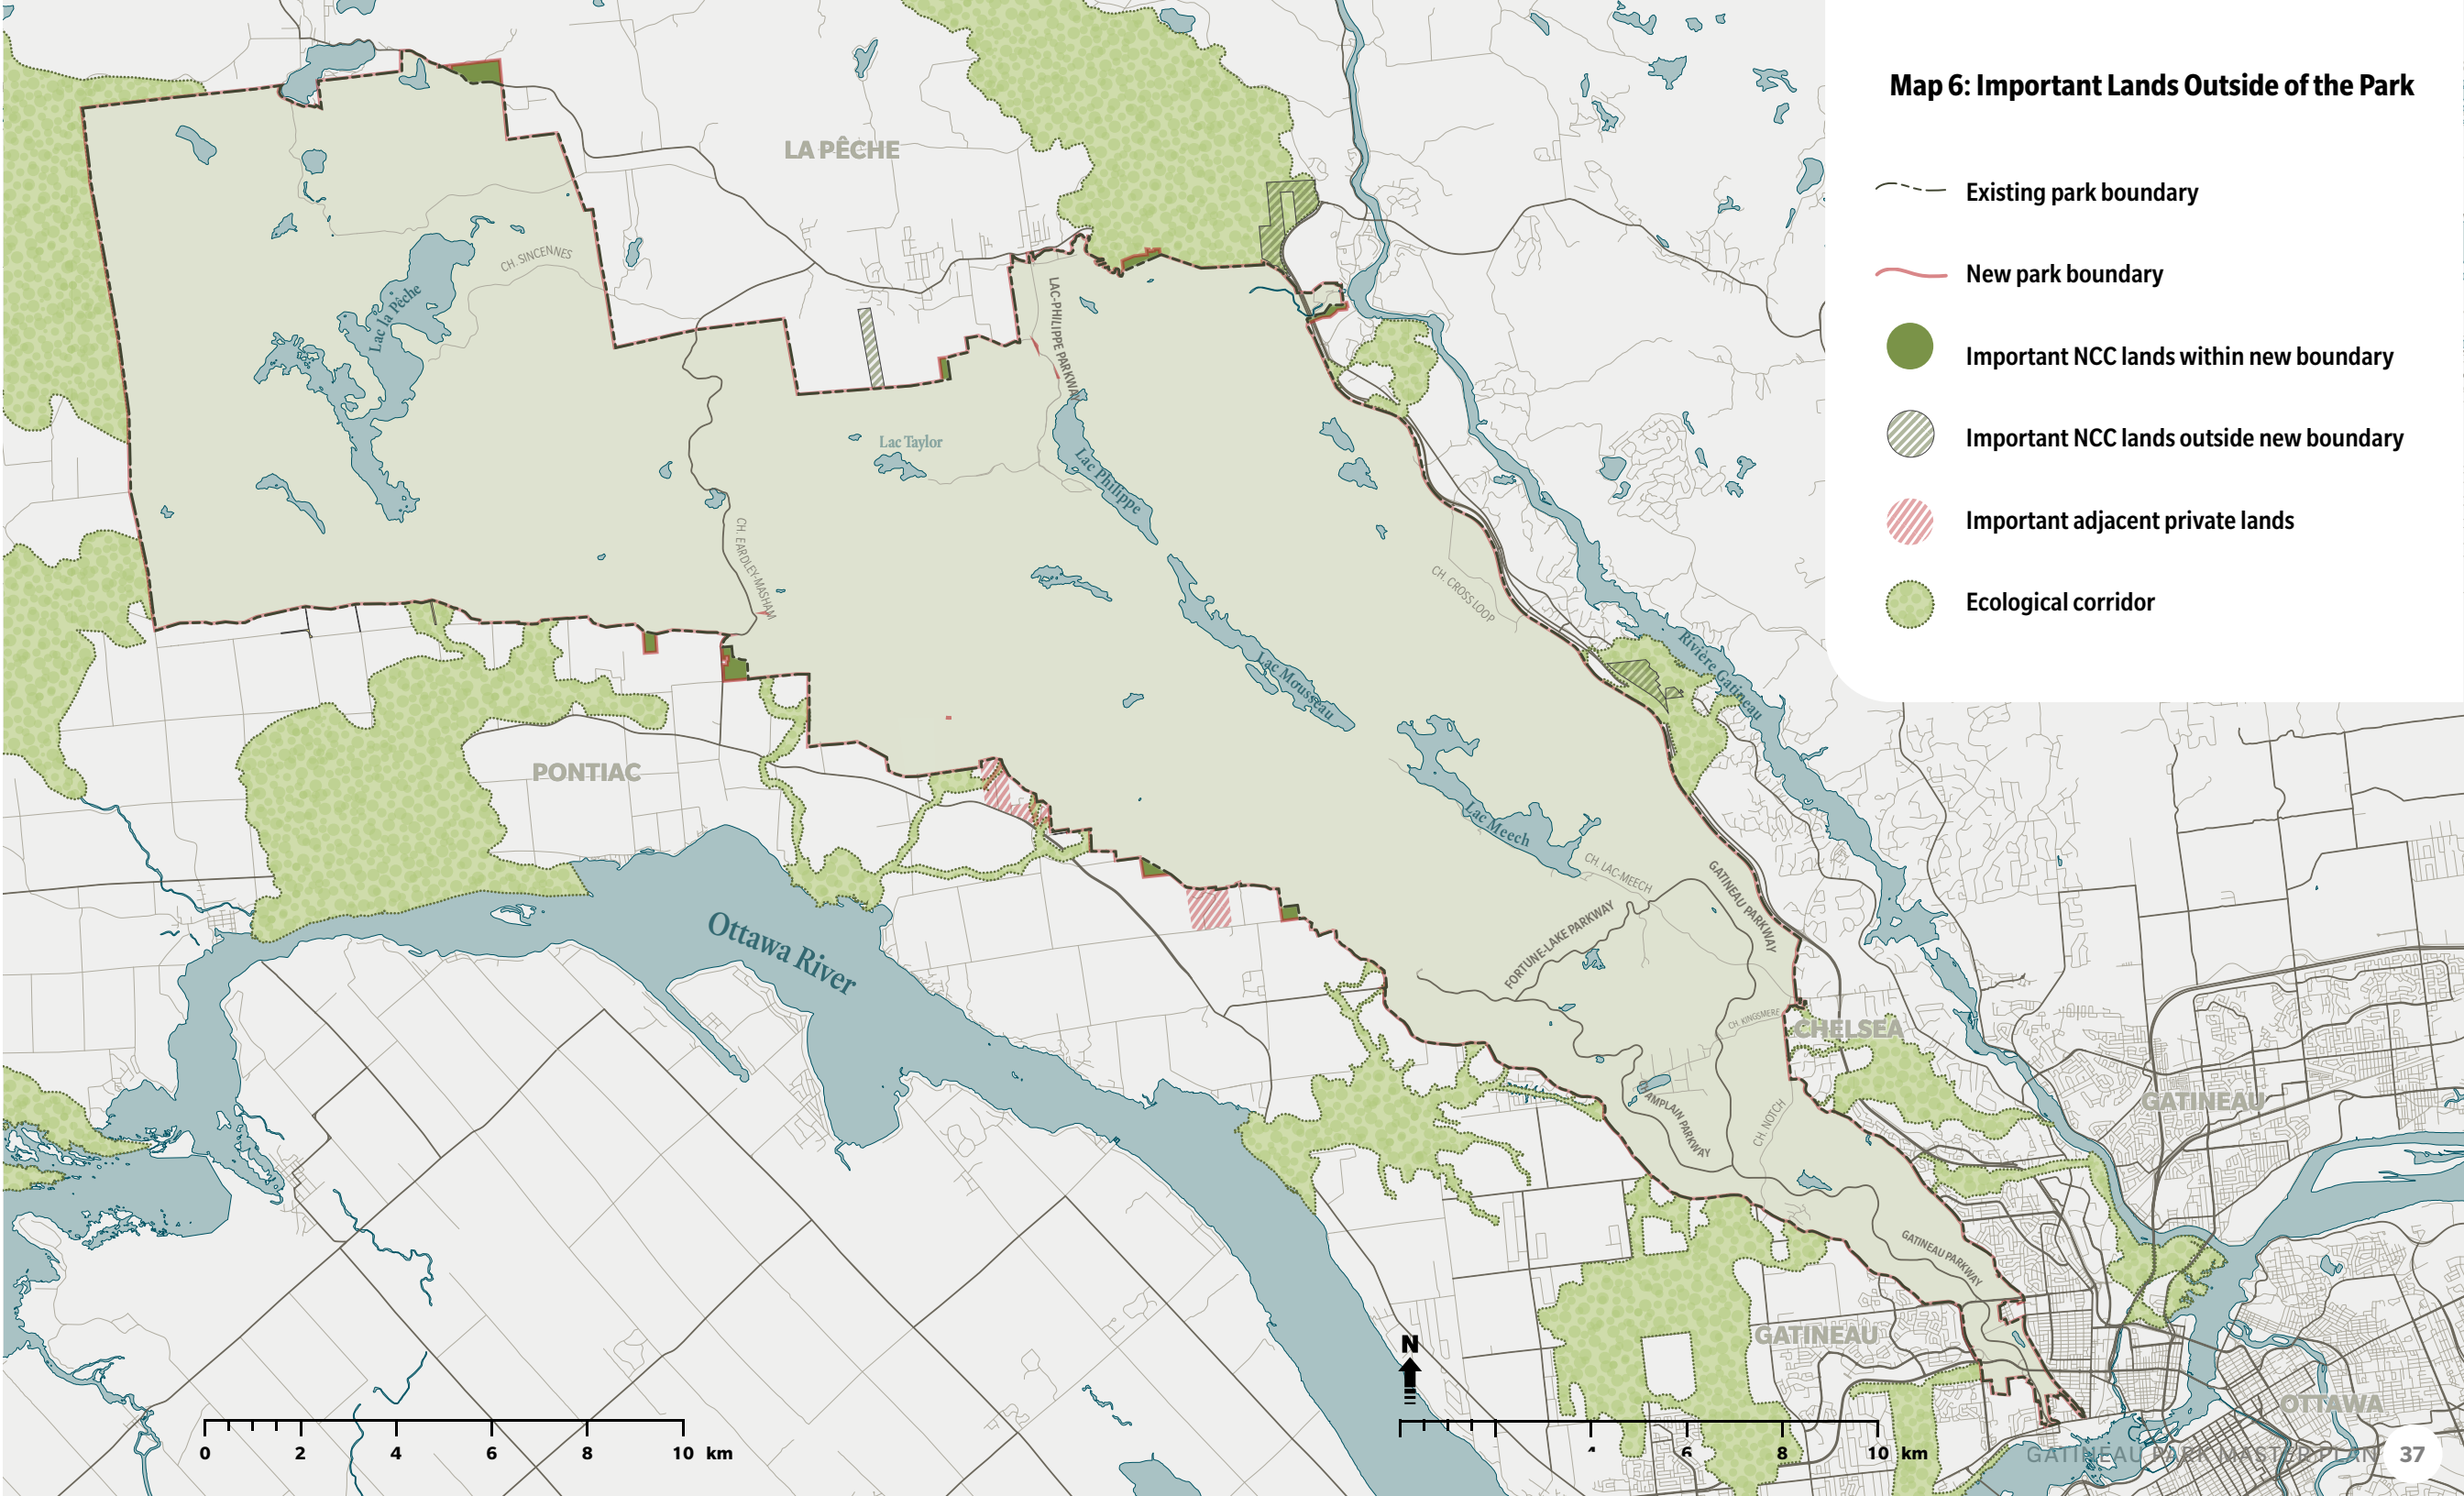 Map 6: Important Lands Outside of the Park
Existing park boundary
New park boundary
Important NCC lands within new boundary
Important NCC lands outside new boundary
Important adjacent private lands
Ecological corridor
LA PÊCHE
CH. SINCENNES
Lac la Pêche
LAC-PHILIPPE PARKWAY
Lac Taylor
Lac Philippe
CH. EARDLEY-MASHAM
CH. CROSS LOOP
Rivière Gatineau
Lac Mousseau
PONTIAC
Lac Meech
CH. LAC-MEECH
GATINEAU PARKWAY
FORTUNE-LAKE PARKWAY
Ottawa River
CH. KINGSMERE
CHELSEA
GATINEAU
CHAMPLAIN PARKWAY
CH. NOTCH
GATINEAU PARKWAY
GATINEAU
OTTAWA
N
0 2 4 6 8 10 km
4 6 8 10 km
GATINEAU PARK MASTER PLAN 37